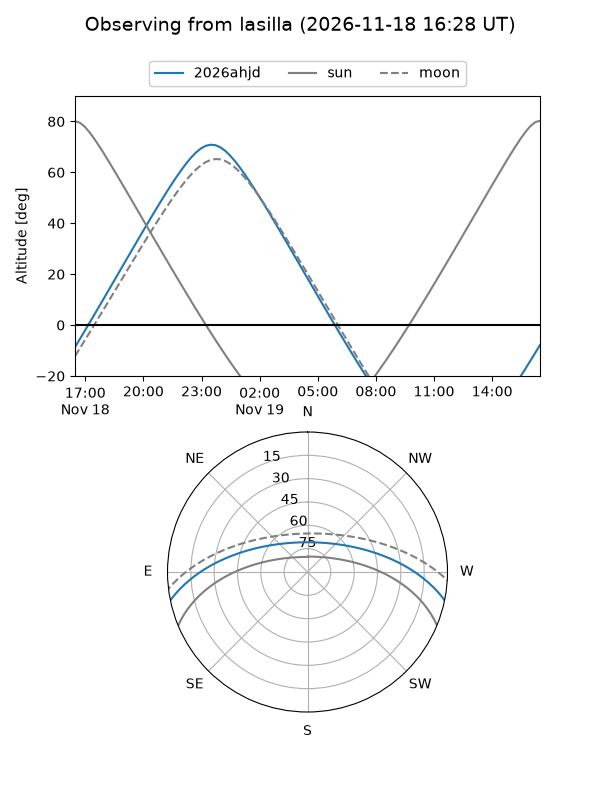 Observing from lasilla (2026-11-18 16:28 UT)
2026ahjd sun moon
80
60
40
20
0
−20
Altitude [deg]
17:00 20:00 23:00 02:00 05:00 08:00 11:00 14:00
Nov 18 Nov 19
N
NE NW
15
30
45
60
75
E W
SE SW
S